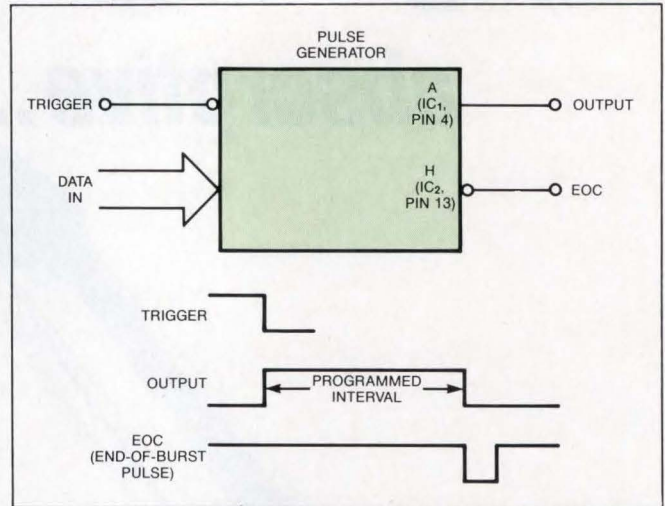 PULSE
GENERATOR
TRIGGER
A
(IC₁,
PIN 4)
OUTPUT
DATA
IN
H
(IC₂,
PIN 13)
EOC
TRIGGER
OUTPUT
PROGRAMMED
INTERVAL
EOC
(END-OF-BURST
PULSE)